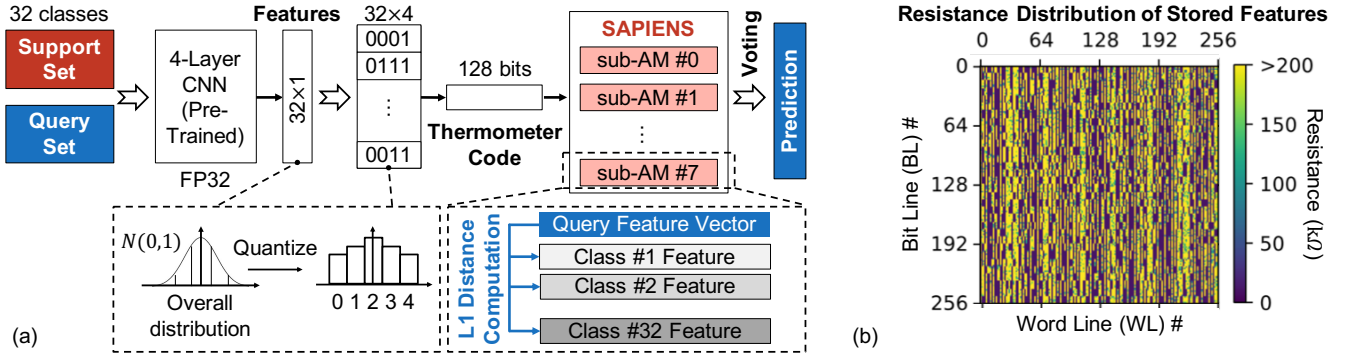 32 classes
Support
Set
Query
Set
4-Layer
CNN
(Pre-
Trained)
FP32
Features
32×1
32×4
0001
0111
⋮
0011
128 bits
Thermometer
Code
SAPIENS
sub-AM #0
sub-AM #1
⋮
sub-AM #7
Voting
Prediction
N(0,1)
Quantize
Overall
distribution
0 1 2 3 4
L1 Distance
Computation
Query Feature Vector
Class #1 Feature
Class #2 Feature
Class #32 Feature
(a)
Resistance Distribution of Stored Features
0 64 128 192 256
0
64
128
192
256
Bit Line (BL) #
Word Line (WL) #
>200
150
100
50
0
Resistance (kΩ)
(b)